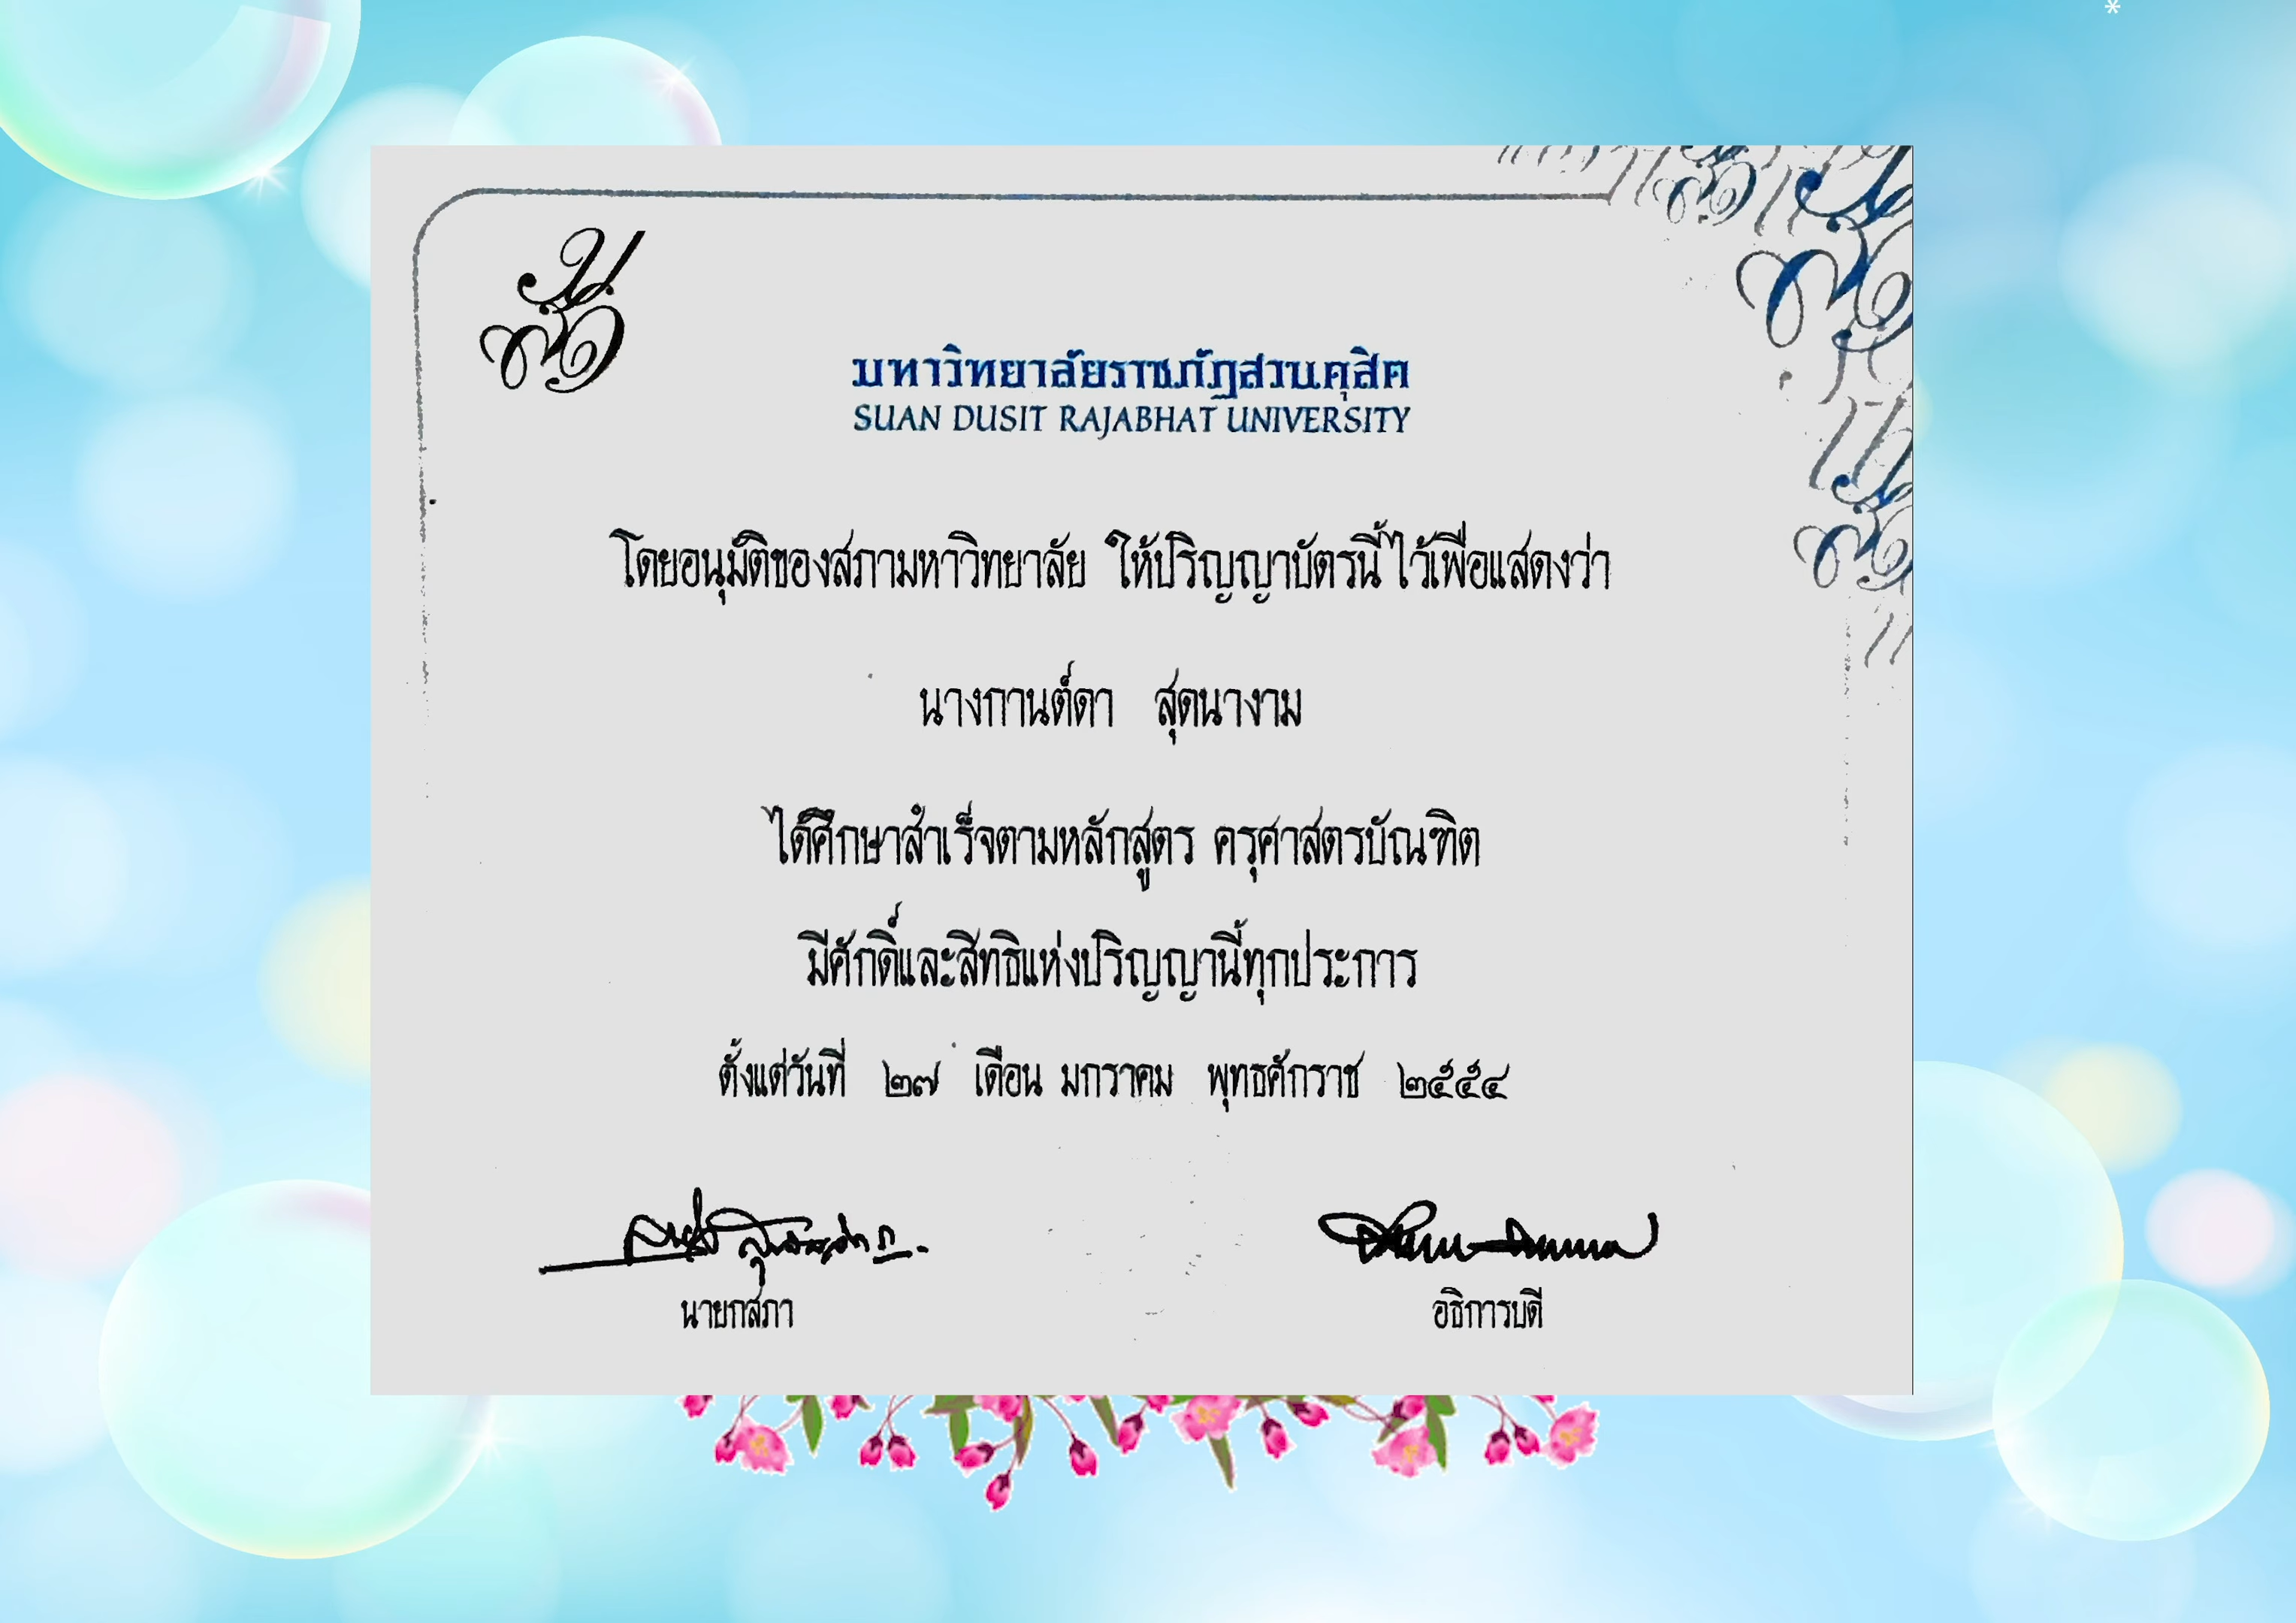 มสด
มหาวิทยาลัยราชภัฏสวนดุสิต
SUAN DUSIT RAJABHAT UNIVERSITY
โดยอนุมัติของสภามหาวิทยาลัย ให้ปริญญาบัตรนี้ไว้เพื่อแสดงว่า
นางกานต์ดา สุดนางาม
ได้ศึกษาสำเร็จตามหลักสูตร ครุศาสตรบัณฑิต
มีศักดิ์และสิทธิแห่งปริญญานี้ทุกประการ
ตั้งแต่วันที่ ๒๗ เดือน มกราคม พุทธศักราช ๒๕๕๔
นายกสภา
อธิการบดี